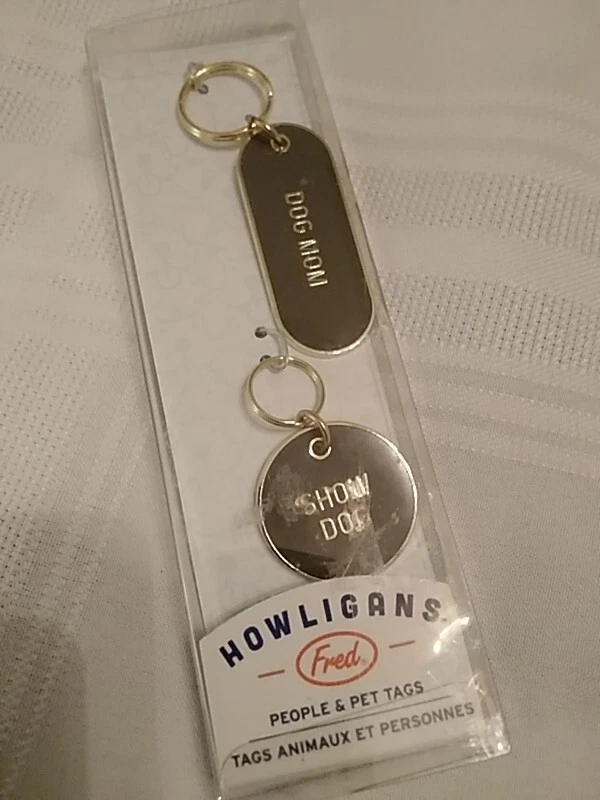 DOG MOM
SHOW
DOG
HOWLIGANS
Fred
PEOPLE & PET TAGS
TAGS ANIMAUX ET PERSONNES